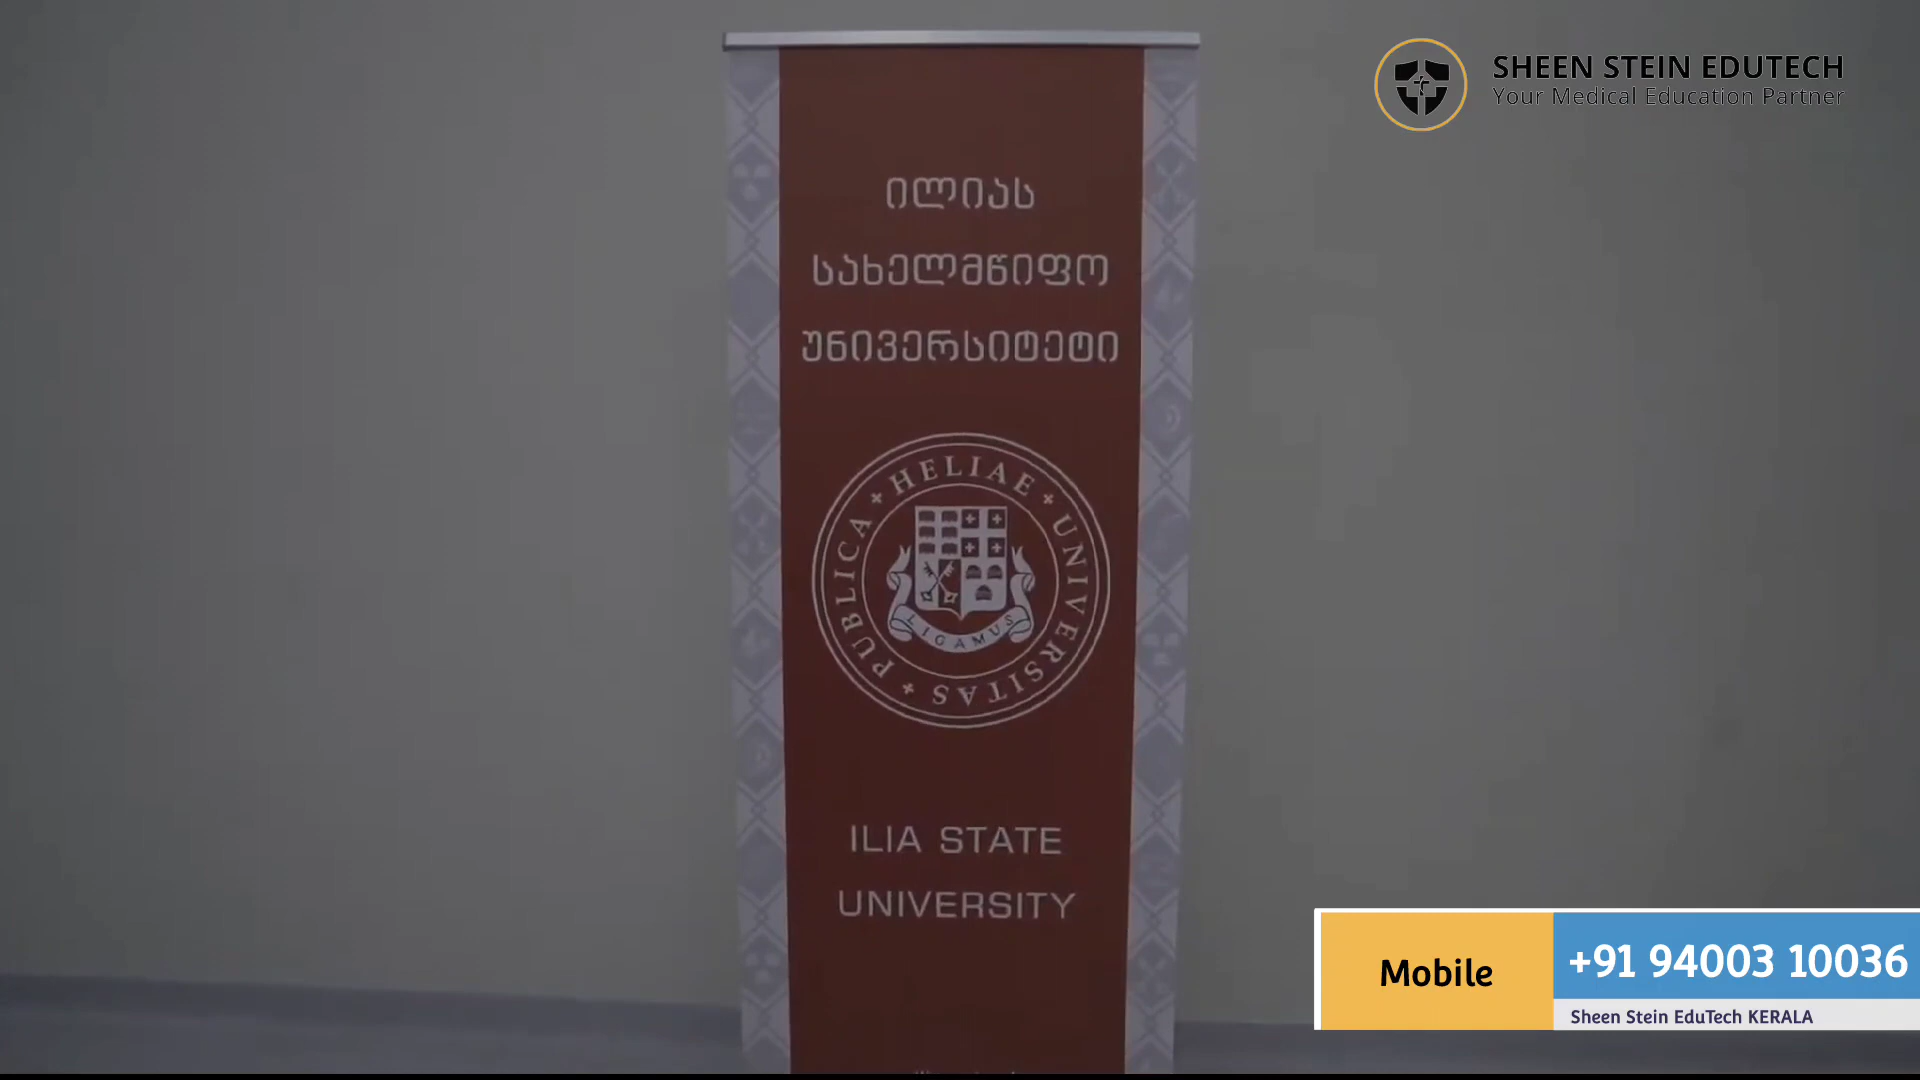 SHEEN STEIN EDUTECH
Your Medical Education Partner
ილიას
სახელმწიფო
უნივერსიტეტი
HELIAE + UNIVERSITAS + PUBLICA +
LIGAMUS
ILIA STATE
UNIVERSITY
Mobile
+91 94003 10036
Sheen Stein EduTech KERALA